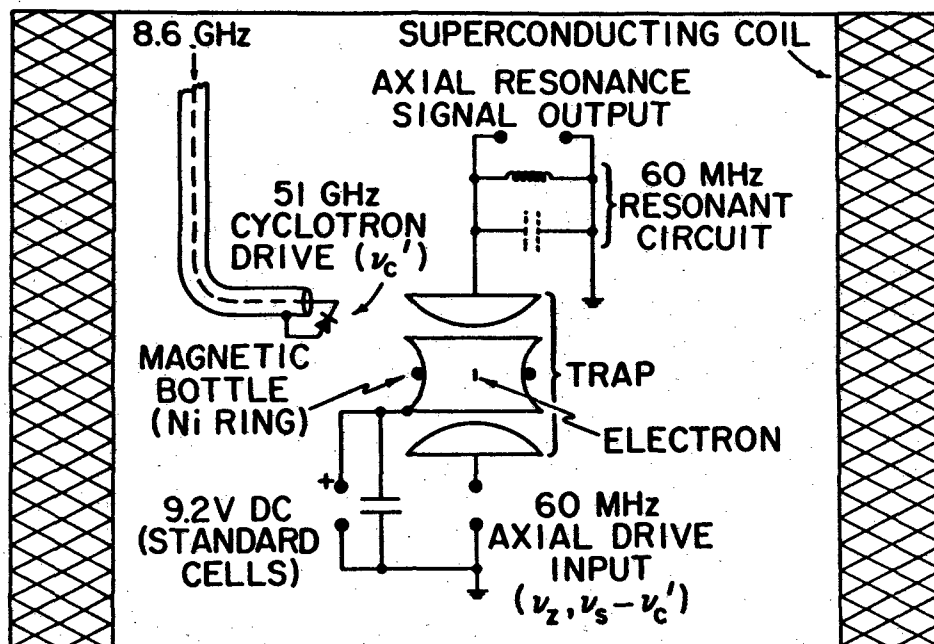 8.6 GHz
SUPERCONDUCTING COIL
AXIAL RESONANCE
SIGNAL OUTPUT
51 GHz
CYCLOTRON
DRIVE (νc')
60 MHz
RESONANT
CIRCUIT
MAGNETIC
BOTTLE
(Ni RING)
TRAP
ELECTRON
+
9.2V DC
(STANDARD
CELLS)
60 MHz
AXIAL DRIVE
INPUT
(νz, νs − νc')